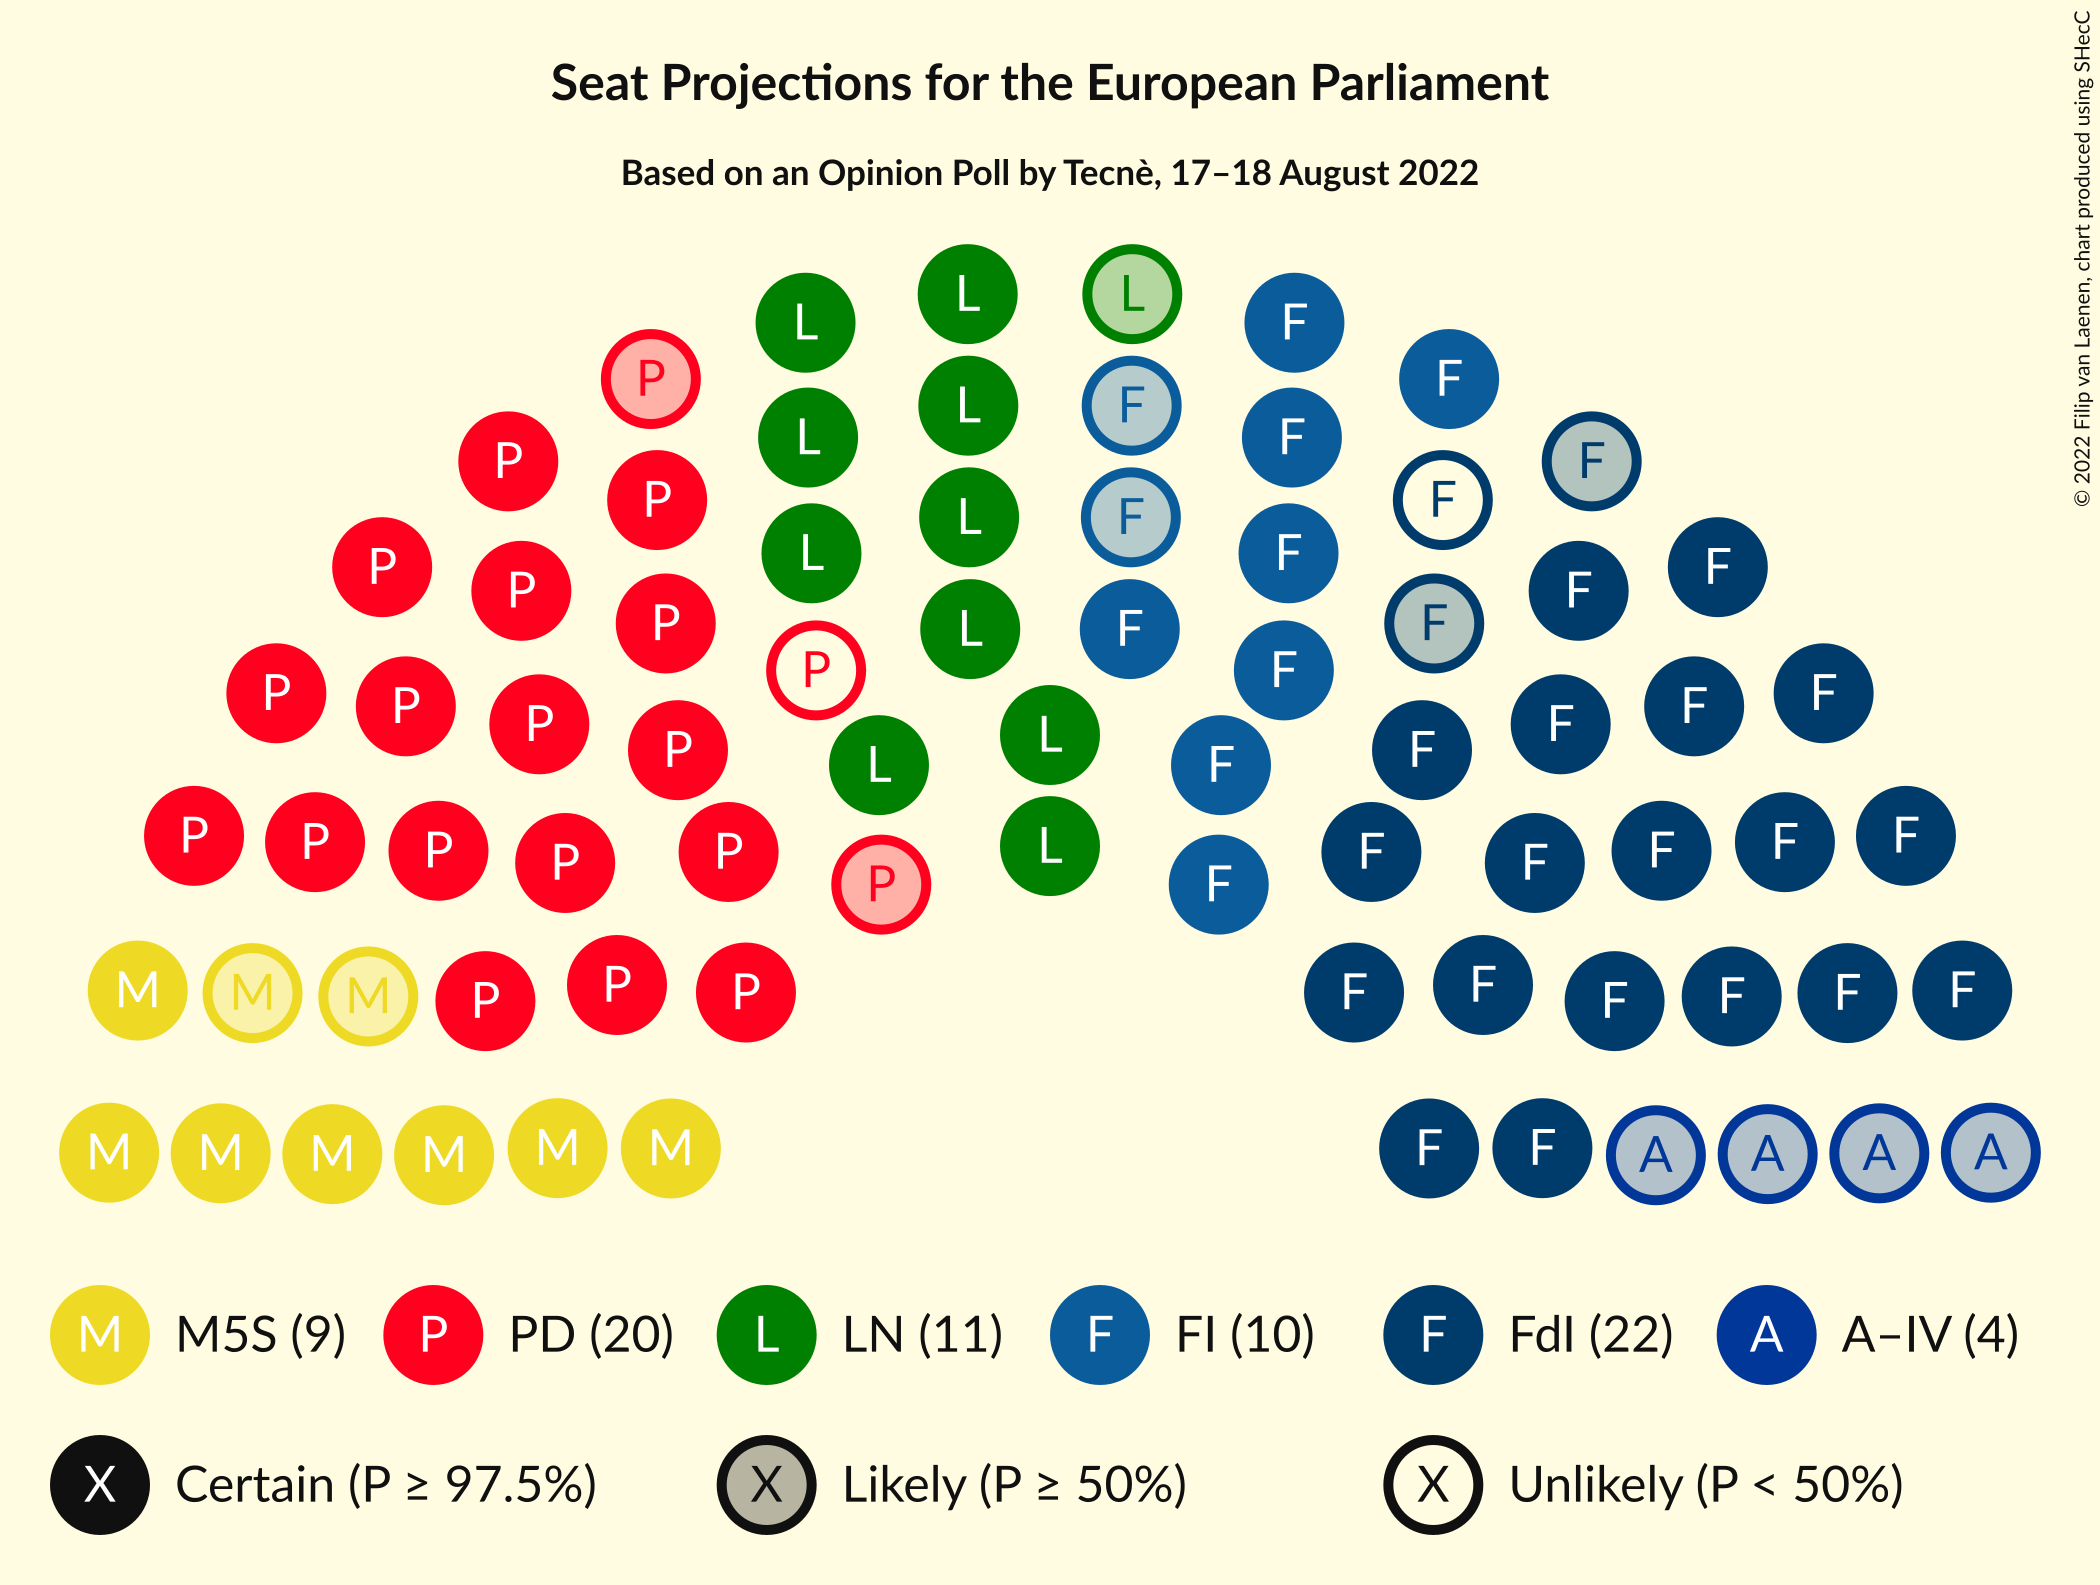 Seat Projections for the European Parliament
Based on an Opinion Poll by Tecnè, 17–18 August 2022
© 2022 Filip van Laenen, chart produced using SHecC
L L
L F
L F
P F
P F
L F
L F
P F F
L F
P F
L F
P F F
P F
L F
P F
P L F F
P F F
P F
P P F F
P L F
P F
L F
P P F F
P L F
P P F F
P P F F
P F
M M F F
M M F F
P P P F F F
M M M M M M F F A A A A
M M5S (9) P PD (20) L LN (11) F FI (10) F FdI (22) A A–IV (4)
X Certain (P ≥ 97.5%) X Likely (P ≥ 50%) X Unlikely (P < 50%)